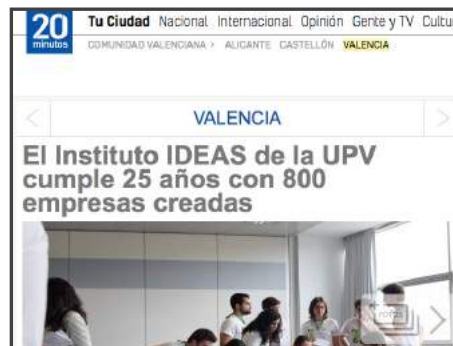 20
minutos
Tu Ciudad Nacional Internacional Opinión Gente y TV Cultu
COMUNIDAD VALENCIANA > ALICANTE CASTELLÓN VALENCIA
VALENCIA
El Instituto IDEAS de la UPV
cumple 25 años con 800
empresas creadas
FOTOS